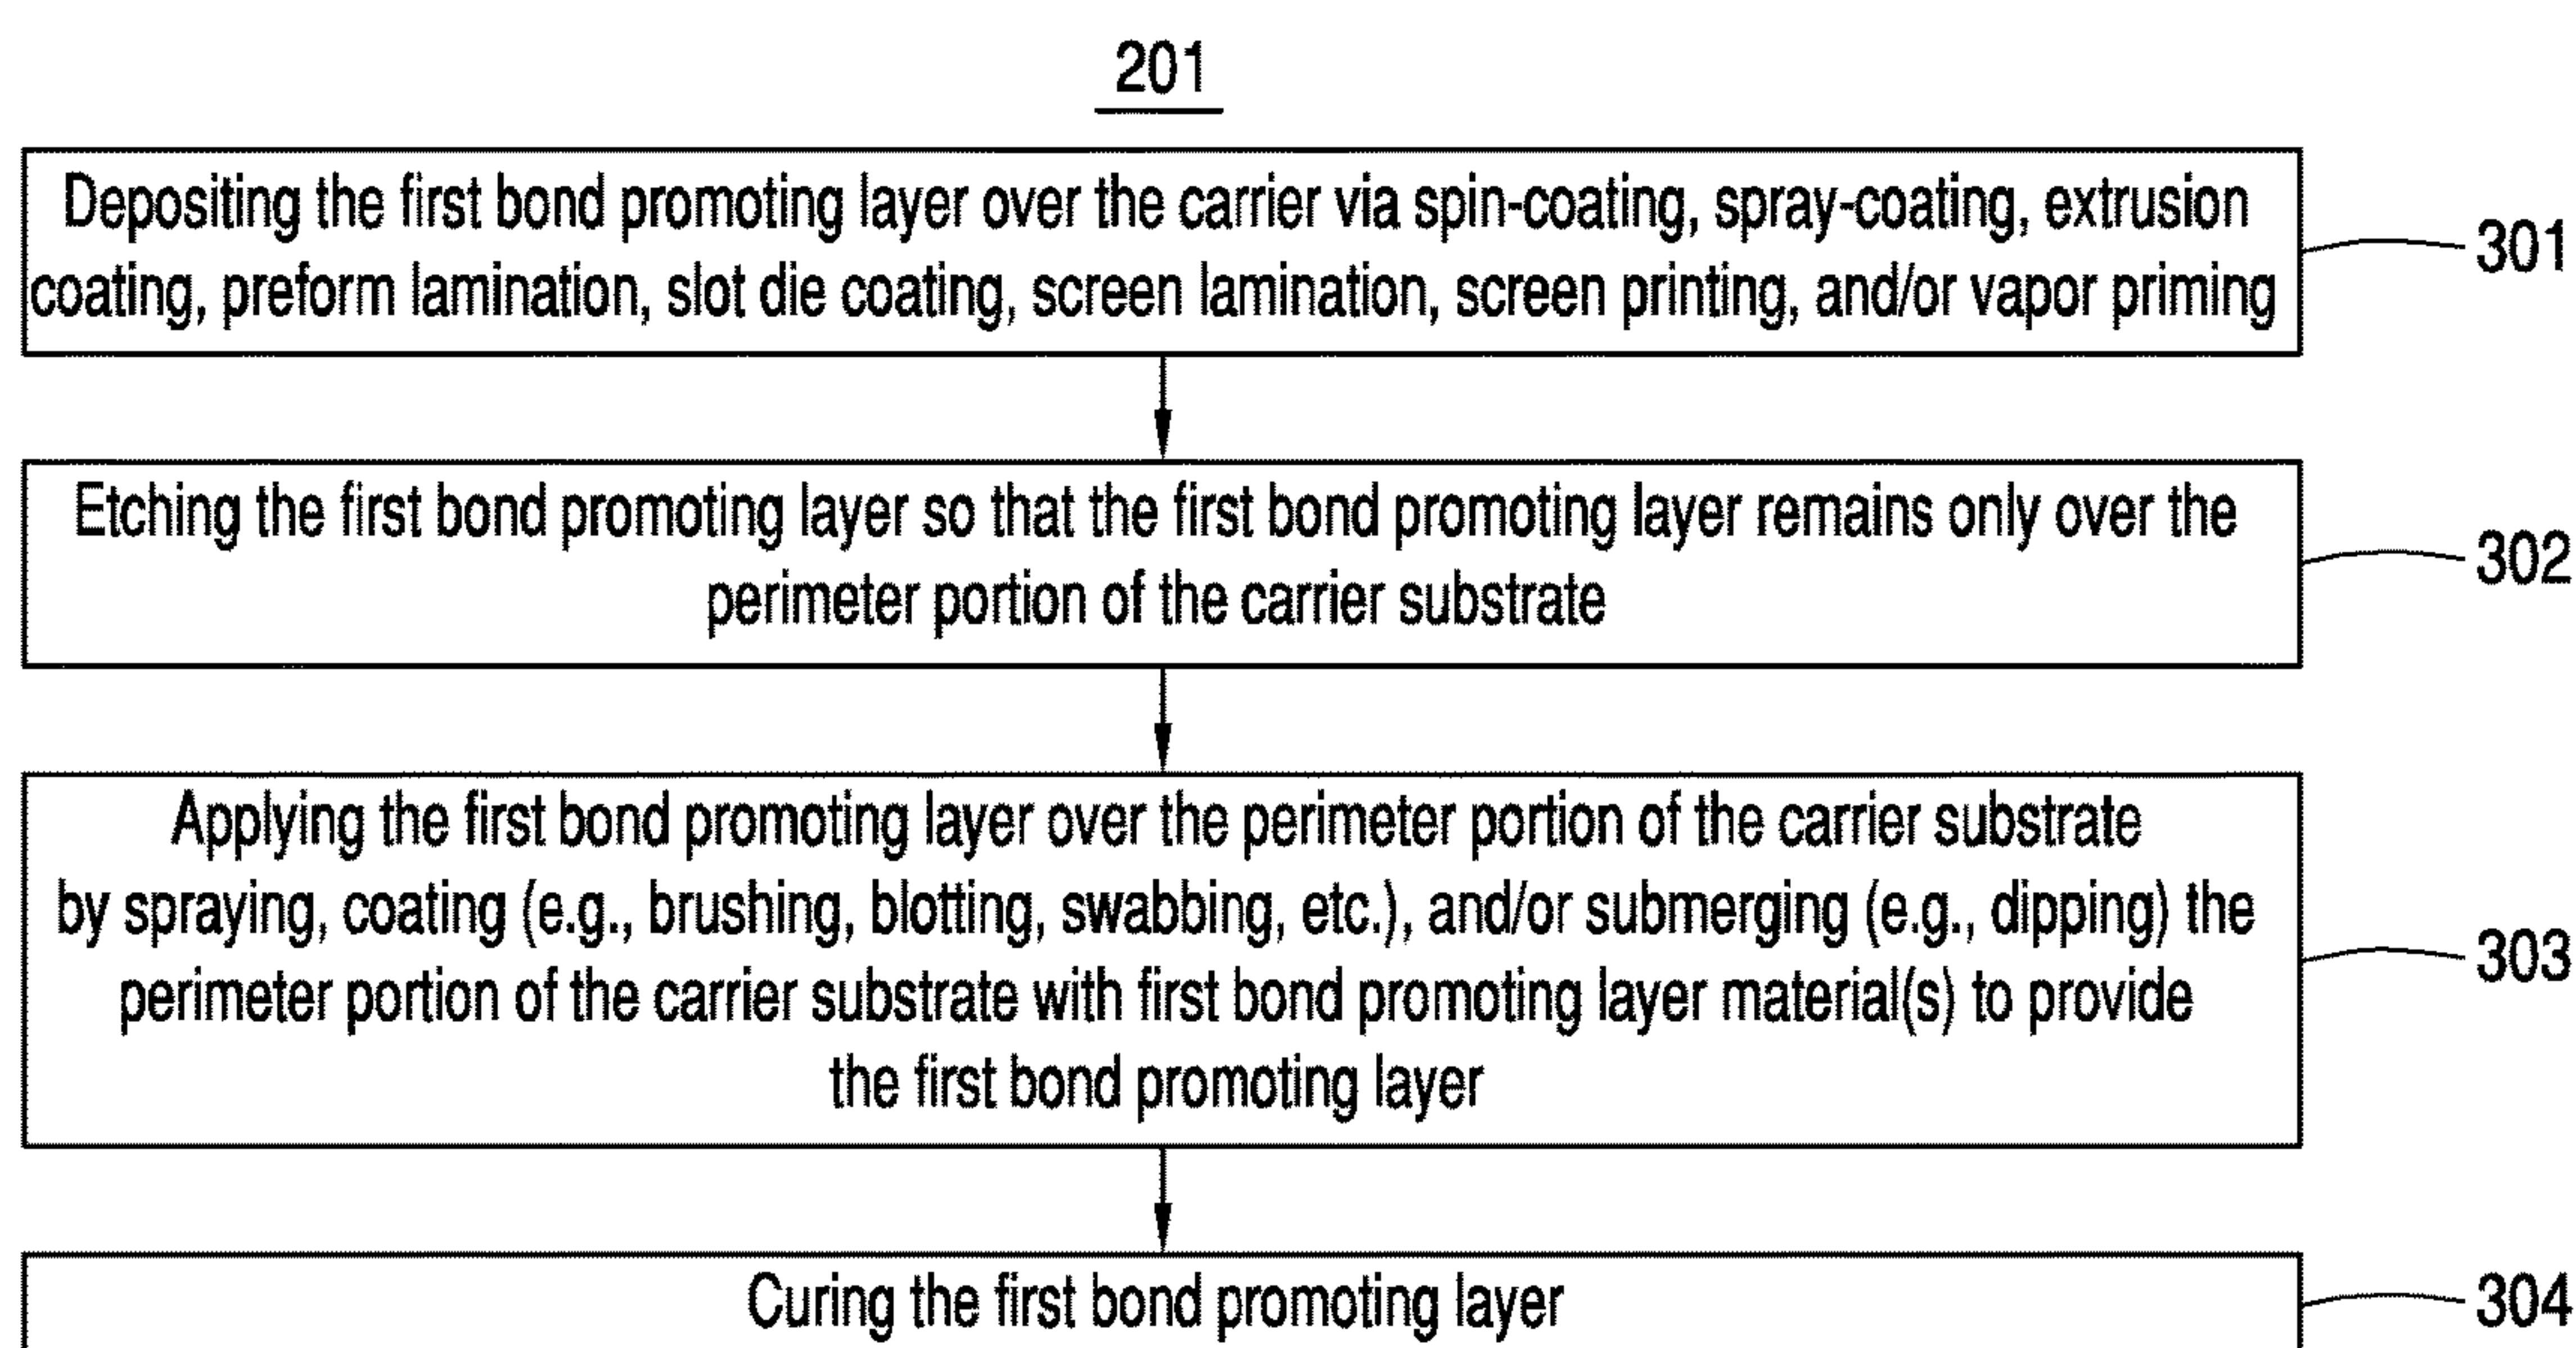 201
Depositing the first bond promoting layer over the carrier via spin-coating, spray-coating, extrusion
coating, preform lamination, slot die coating, screen lamination, screen printing, and/or vapor priming
301
Etching the first bond promoting layer so that the first bond promoting layer remains only over the
perimeter portion of the carrier substrate
302
Applying the first bond promoting layer over the perimeter portion of the carrier substrate
by spraying, coating (e.g., brushing, blotting, swabbing, etc.), and/or submerging (e.g., dipping) the
perimeter portion of the carrier substrate with first bond promoting layer material(s) to provide
the first bond promoting layer
303
Curing the first bond promoting layer
304